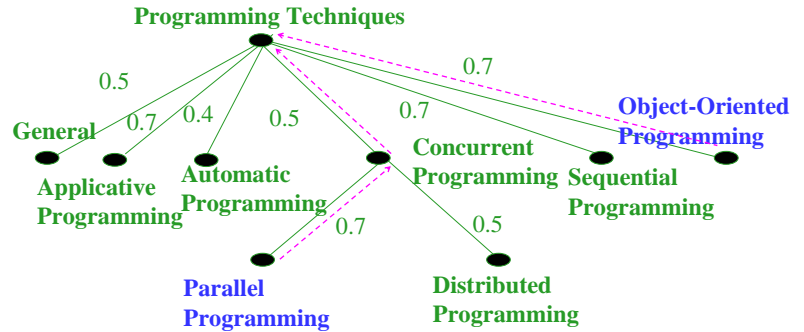 Programming Techniques
0.5
0.7
0.4
0.5
0.7
0.7
General
Applicative
Programming
Automatic
Programming
Concurrent
Programming
Sequential
Programming
Object-Oriented
Programming
0.7
0.5
Parallel
Programming
Distributed
Programming